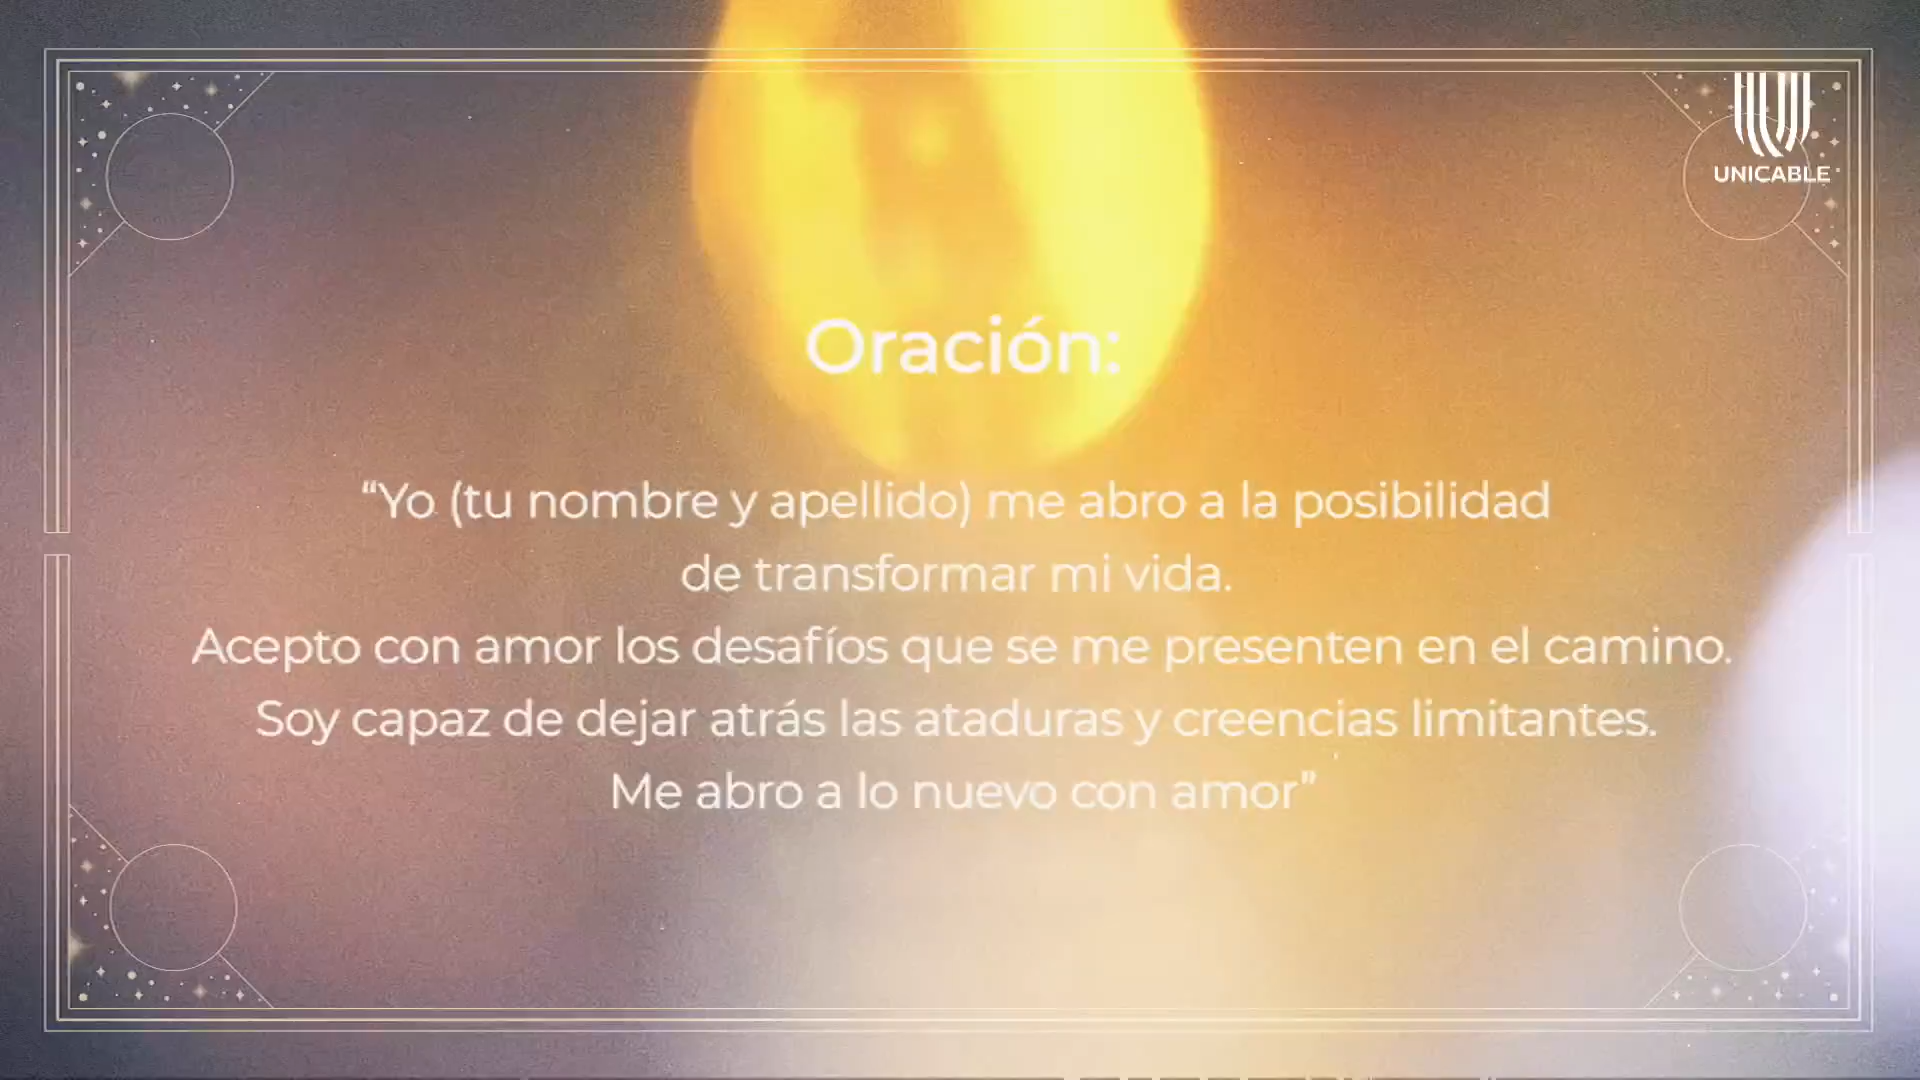 UNICABLE
Oración:
“Yo (tu nombre y apellido) me abro a la posibilidad
de transformar mi vida.
Acepto con amor los desafíos que se me presenten en el camino.
Soy capaz de dejar atrás las ataduras y creencias limitantes.
Me abro a lo nuevo con amor”